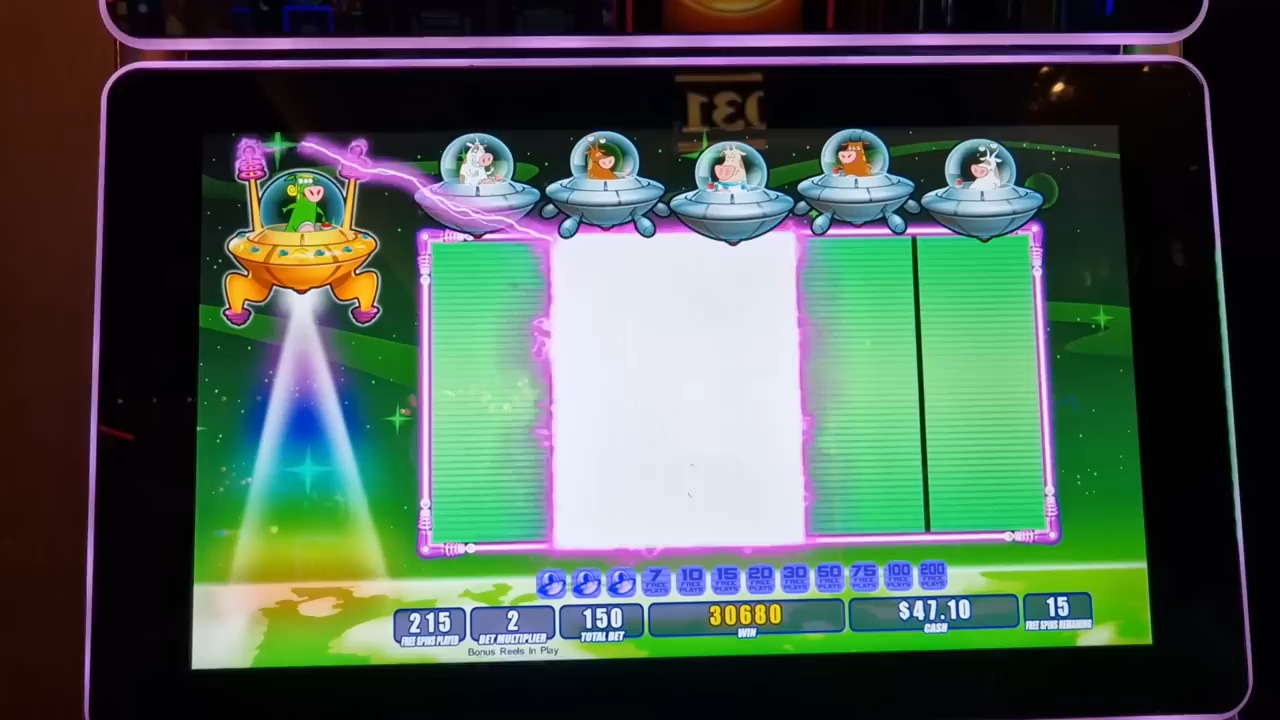 7 FREE PLAYS
10 FREE PLAYS
15 FREE PLAYS
20 FREE PLAYS
30 FREE PLAYS
50 FREE PLAYS
75 FREE PLAYS
100 FREE PLAYS
200 FREE PLAYS
215 2 150 30680 $47.10 15
FREE SPINS PLAYED BET MULTIPLIER TOTAL BET WIN CASH FREE SPINS REMAINING
Bonus Reels In Play